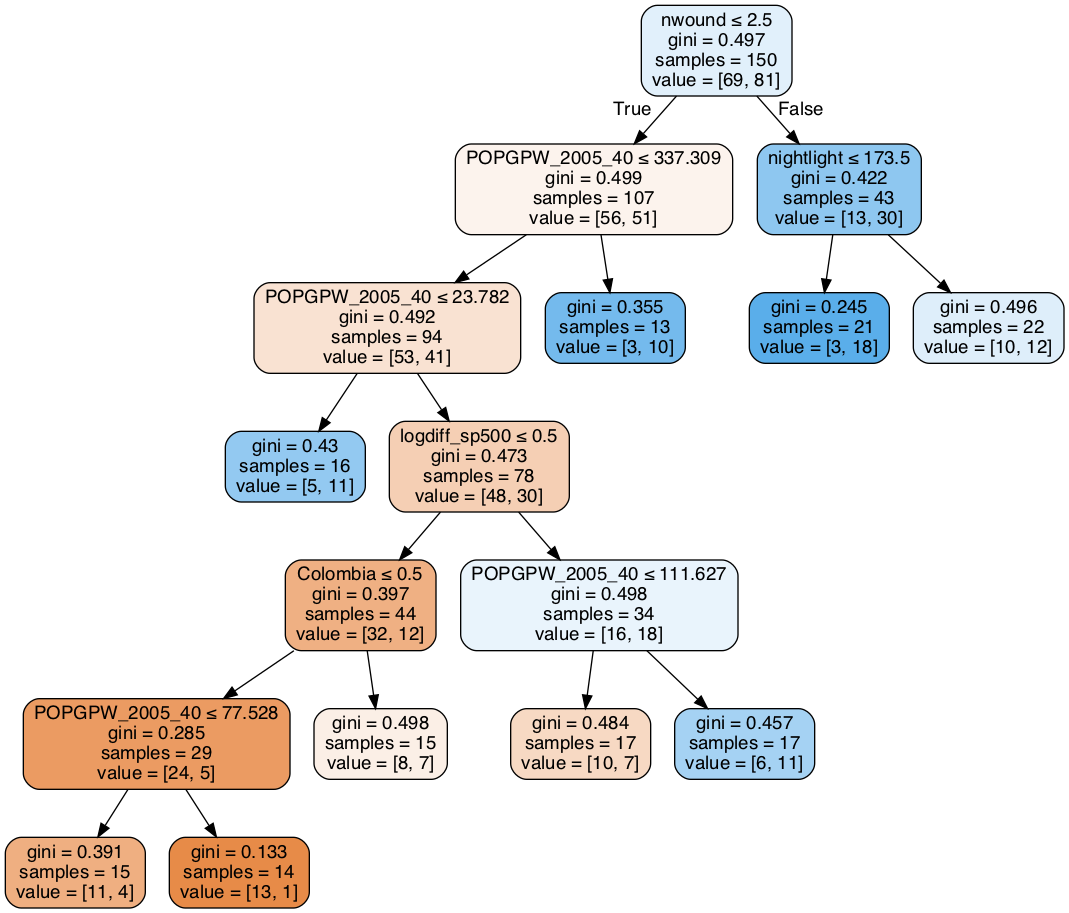 nwound ≤ 2.5
gini = 0.497
samples = 150
value = [69, 81]
True
False
POPGPW_2005_40 ≤ 337.309
gini = 0.499
samples = 107
value = [56, 51]
nightlight ≤ 173.5
gini = 0.422
samples = 43
value = [13, 30]
POPGPW_2005_40 ≤ 23.782
gini = 0.492
samples = 94
value = [53, 41]
gini = 0.355
samples = 13
value = [3, 10]
gini = 0.245
samples = 21
value = [3, 18]
gini = 0.496
samples = 22
value = [10, 12]
gini = 0.43
samples = 16
value = [5, 11]
logdiff_sp500 ≤ 0.5
gini = 0.473
samples = 78
value = [48, 30]
Colombia ≤ 0.5
gini = 0.397
samples = 44
value = [32, 12]
POPGPW_2005_40 ≤ 111.627
gini = 0.498
samples = 34
value = [16, 18]
POPGPW_2005_40 ≤ 77.528
gini = 0.285
samples = 29
value = [24, 5]
gini = 0.498
samples = 15
value = [8, 7]
gini = 0.484
samples = 17
value = [10, 7]
gini = 0.457
samples = 17
value = [6, 11]
gini = 0.391
samples = 15
value = [11, 4]
gini = 0.133
samples = 14
value = [13, 1]